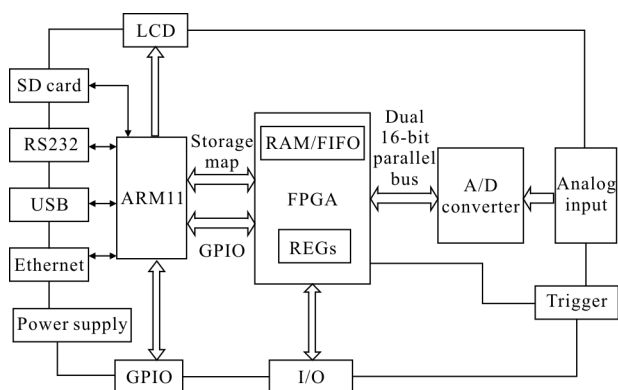 LCD
SD card
RS232
USB
Ethernet
Power supply
ARM11
Storage
map
GPIO
RAM/FIFO
FPGA
REGs
Dual
16-bit
parallel
bus
A/D
converter
Analog
input
Trigger
GPIO
I/O